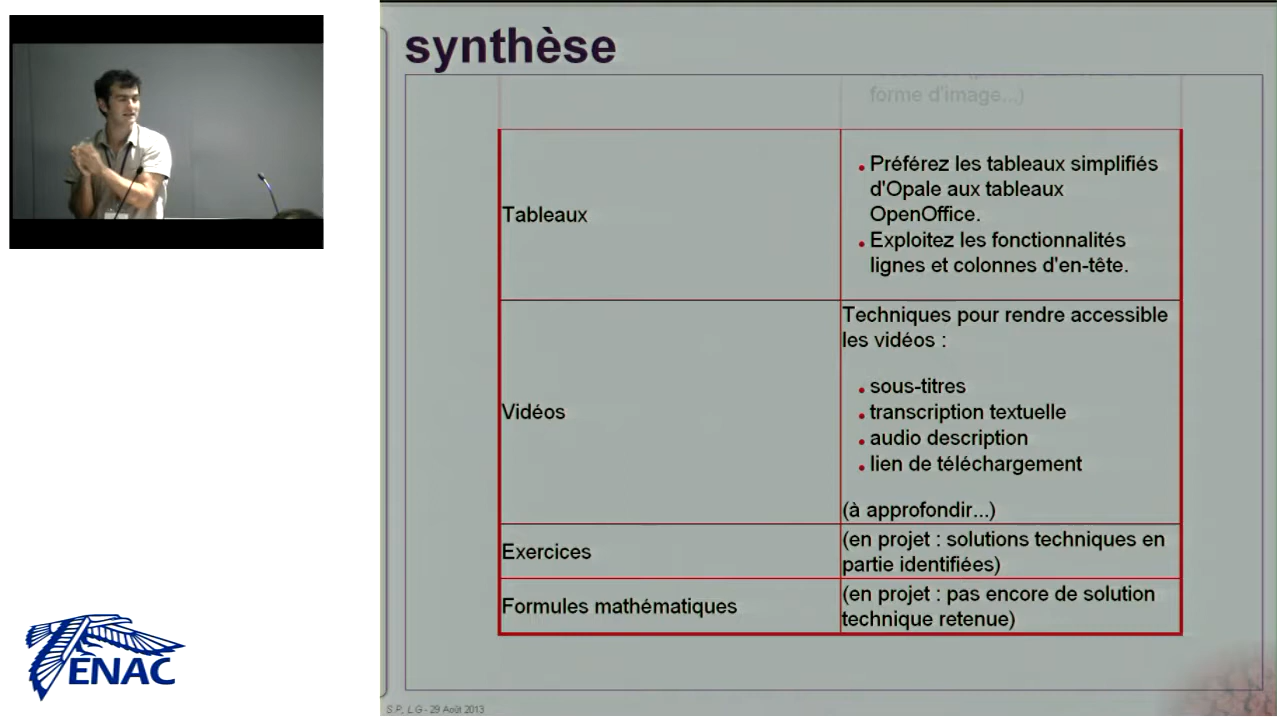 synthèse
forme d'image...)
Tableaux
Préférez les tableaux simplifiés
d'Opale aux tableaux
OpenOffice.
Exploitez les fonctionnalités
lignes et colonnes d'en-tête.
Vidéos
Techniques pour rendre accessible
les vidéos :
sous-titres
transcription textuelle
audio description
lien de téléchargement
(à approfondir...)
Exercices
(en projet : solutions techniques en
partie identifiées)
Formules mathématiques
(en projet : pas encore de solution
technique retenue)
ENAC
S.P, L.G - 29 Août 2013